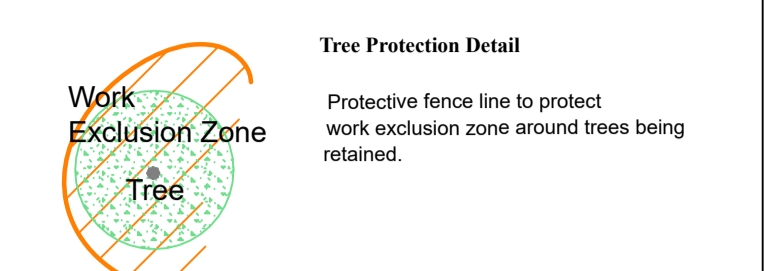 Tree Protection Detail
Work
Exclusion Zone
Tree
Protective fence line to protect
work exclusion zone around trees being
retained.